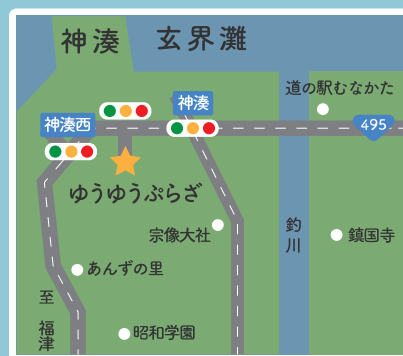 神湊
玄界灘
道の駅むなかた
神湊
神湊西
495
ゆうゆうぷらざ
宗像大社
釣川
鎮国寺
あんずの里
至 福津
昭和学園